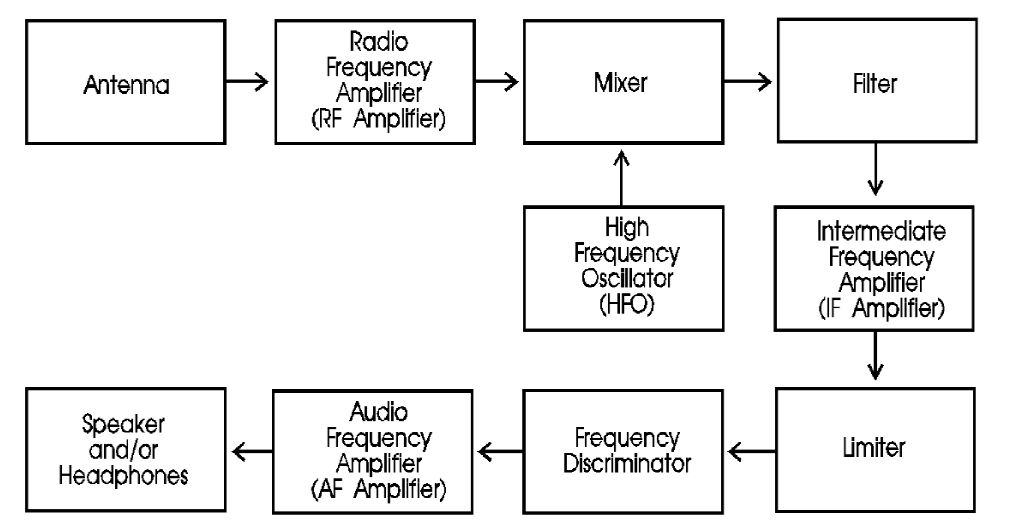 Antenna
Radio
Frequency
Amplifier
(RF Amplifier)
Mixer
Filter
High
Frequency
Oscillator
(HFO)
Intermediate
Frequency
Amplifier
(IF Amplifier)
Speaker
and/or
Headphones
Audio
Frequency
Amplifier
(AF Amplifier)
Frequency
Discriminator
Limiter